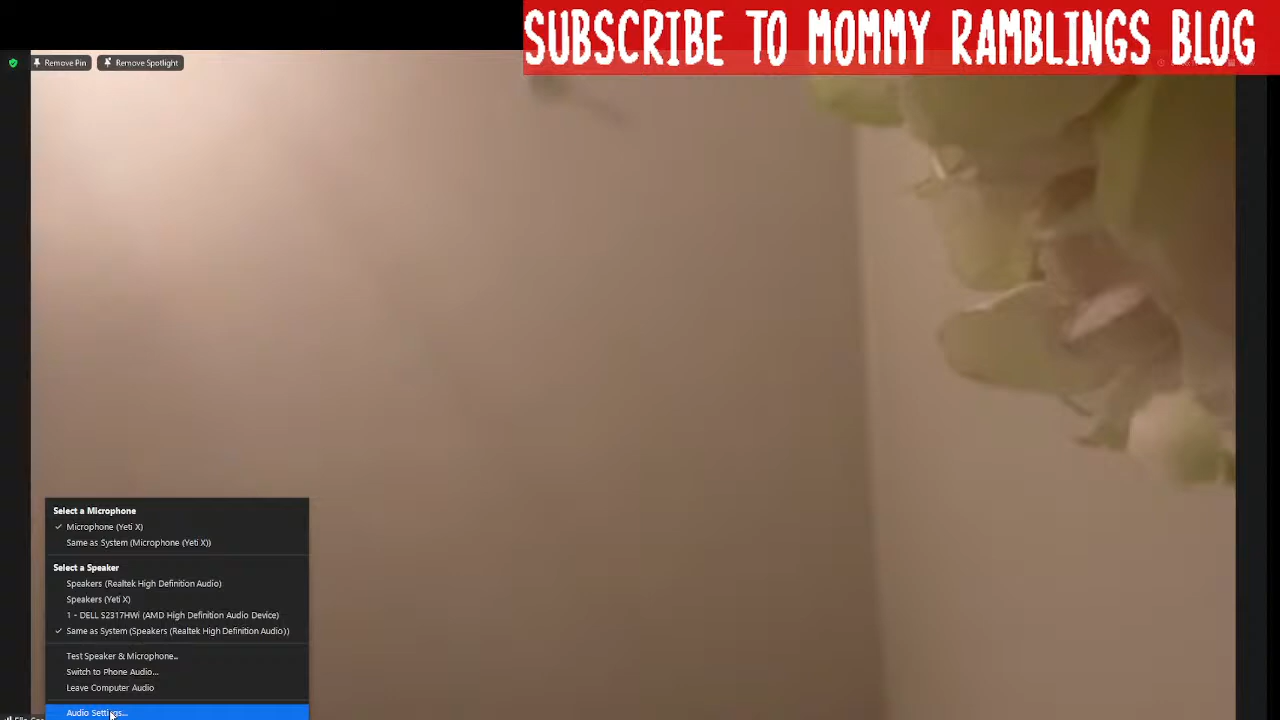 SUBSCRIBE TO MOMMY RAMBLINGS BLOG
Remove Pin
Remove Spotlight
Select a Microphone
Microphone (Yeti X)
Same as System (Microphone (Yeti X))
Select a Speaker
Speakers (Realtek High Definition Audio)
Speakers (Yeti X)
1 - DELL S2317HWi (AMD High Definition Audio Device)
Same as System (Speakers (Realtek High Definition Audio))
Test Speaker & Microphone...
Switch to Phone Audio...
Leave Computer Audio
Audio Settings...